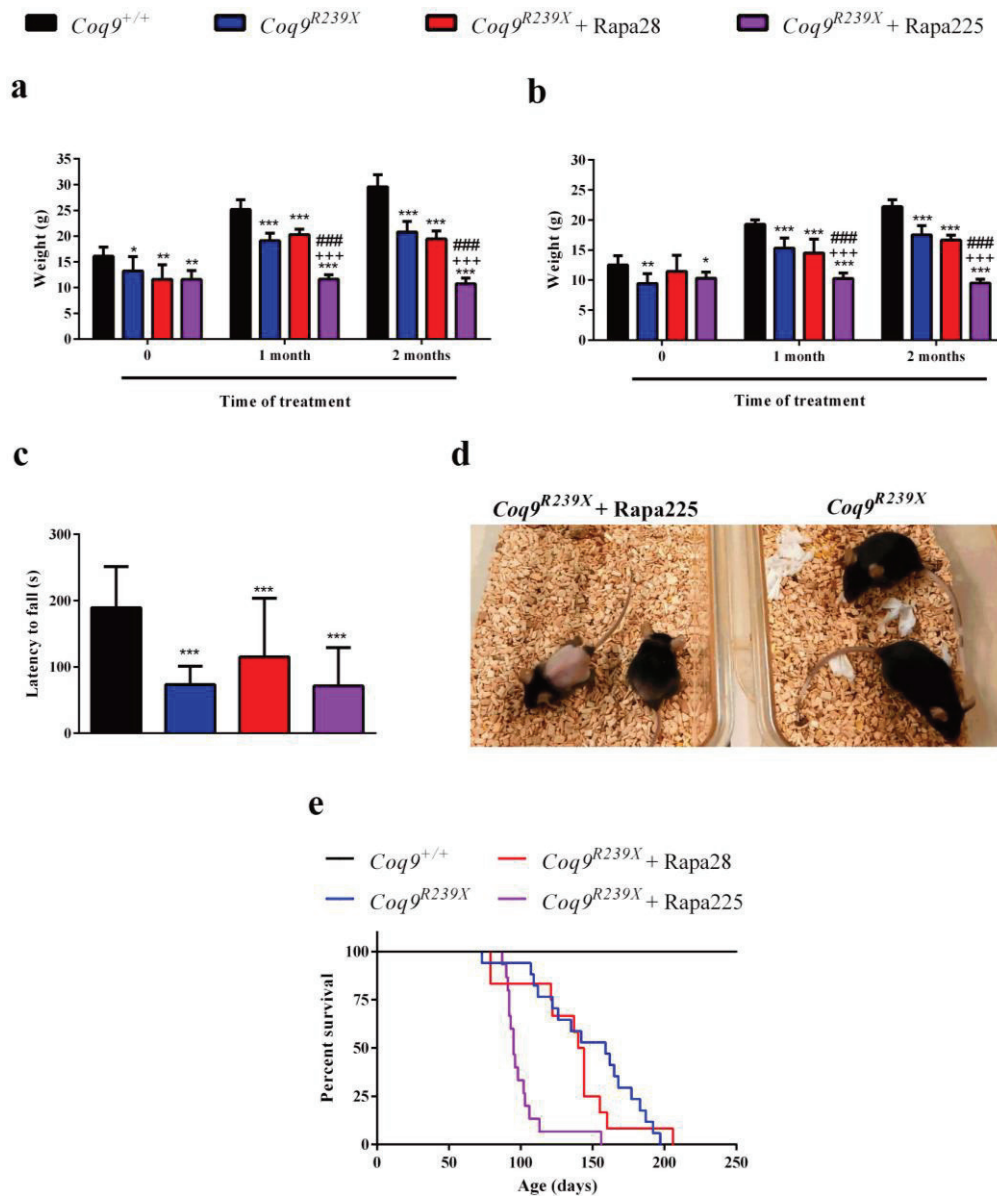 Coq9+/+ Coq9R239X Coq9R239X + Rapa28 Coq9R239X + Rapa225
a
b
Weight (g)
35
30
25
20
15
10
5
0
*
**
**
***
***
###
+++
***
***
***
###
+++
***
0 1 month 2 months
Time of treatment
Weight (g)
30
25
20
15
10
5
0
**
*
***
***
###
+++
***
***
***
###
+++
***
0 1 month 2 months
Time of treatment
c
d
Latency to fall (s)
300
200
100
0
***
***
***
Coq9R239X + Rapa225 Coq9R239X
e
Coq9+/+ Coq9R239X + Rapa28
Coq9R239X Coq9R239X + Rapa225
Percent survival
100
75
50
25
0
0 50 100 150 200 250
Age (days)